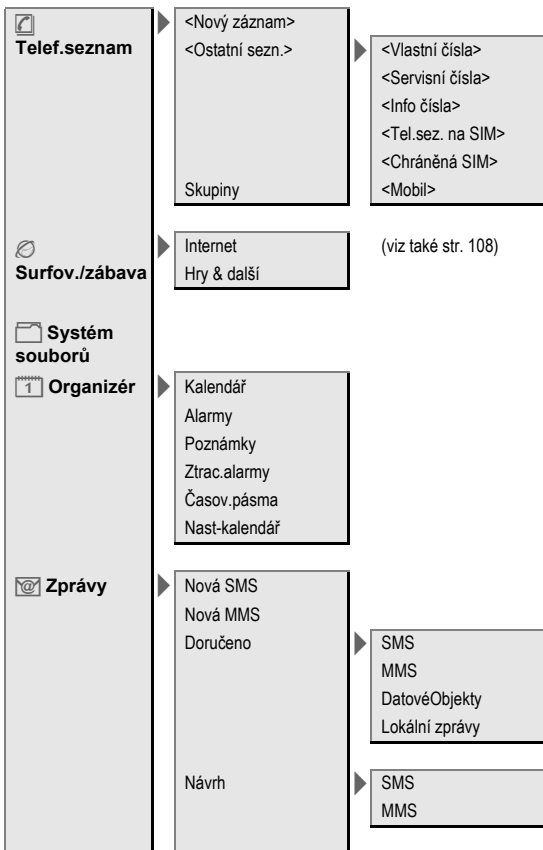 Telef.seznam
<Nový záznam>
<Ostatní sezn.>
<Vlastní čísla>
<Servisní čísla>
<Info čísla>
<Tel.sez. na SIM>
<Chráněná SIM>
<Mobil>
Skupiny
Surfov./zábava
Internet
(viz také str. 108)
Hry & další
Systém
souborů
1 Organizér
Kalendář
Alarmy
Poznámky
Ztrac.alarmy
Časov.pásma
Nast-kalendář
@ Zprávy
Nová SMS
Nová MMS
Doručeno
SMS
MMS
DatovéObjekty
Lokální zprávy
Návrh
SMS
MMS